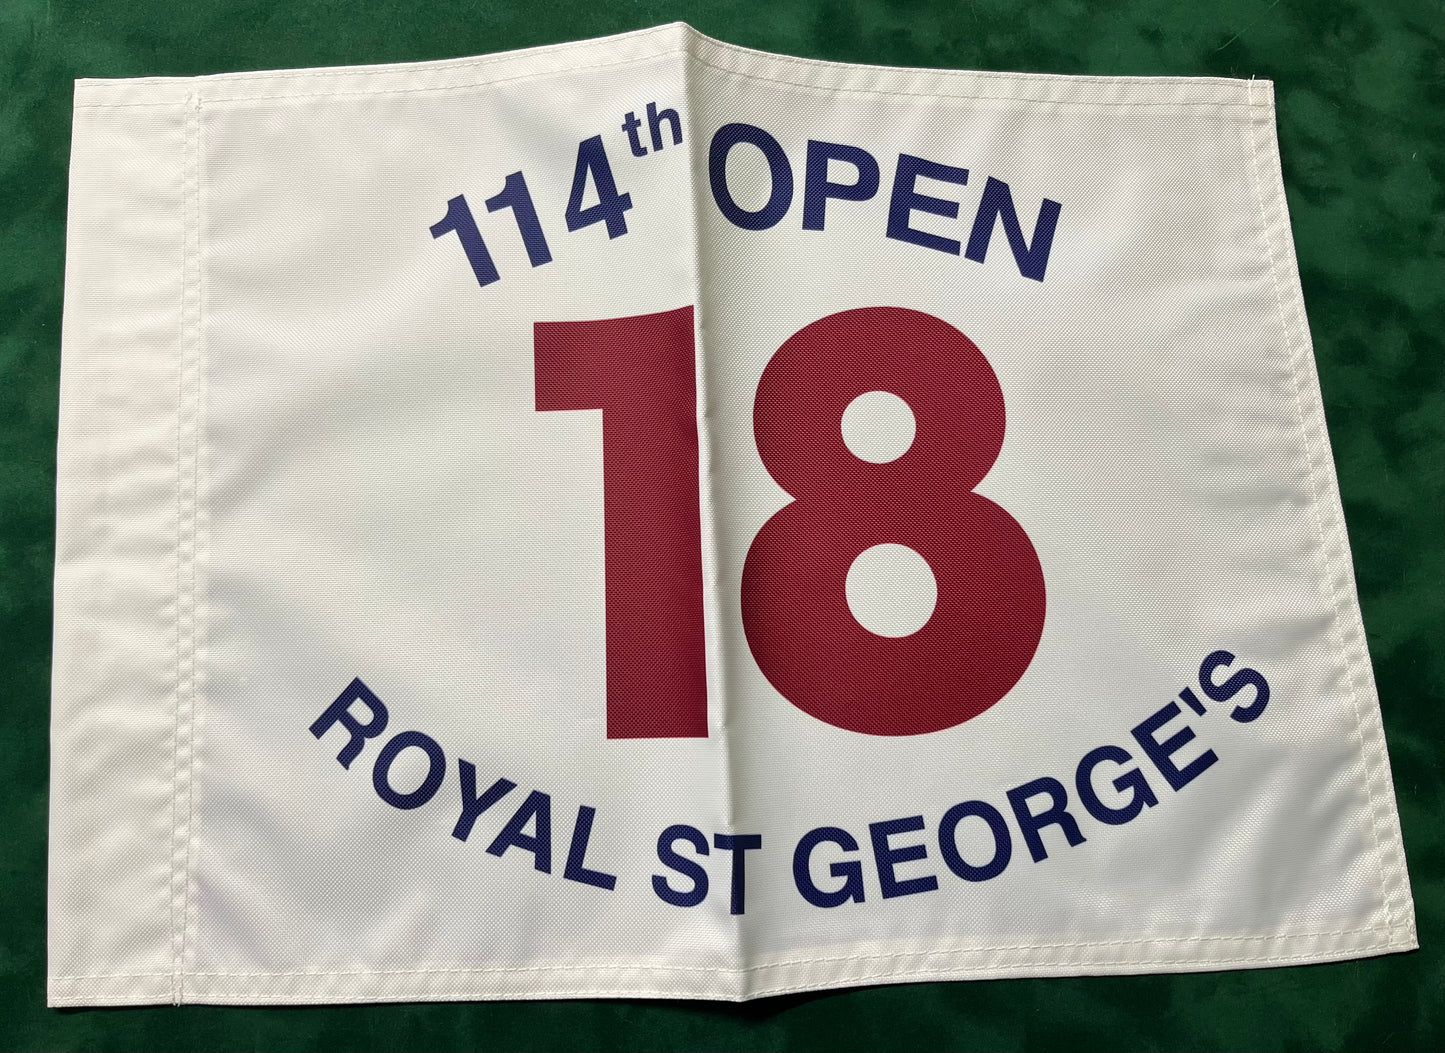 114th OPEN
18
ROYAL ST GEORGE'S